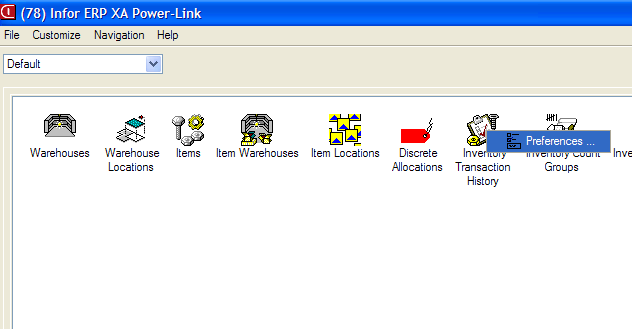 (78) Infor ERP XA Power-Link
File Customize Navigation Help
Default
Warehouses
Warehouse
Locations
Items
Item Warehouses
Item Locations
Discrete
Allocations
Inventory
Transaction
History
Preferences ...
Inventory Count
Groups